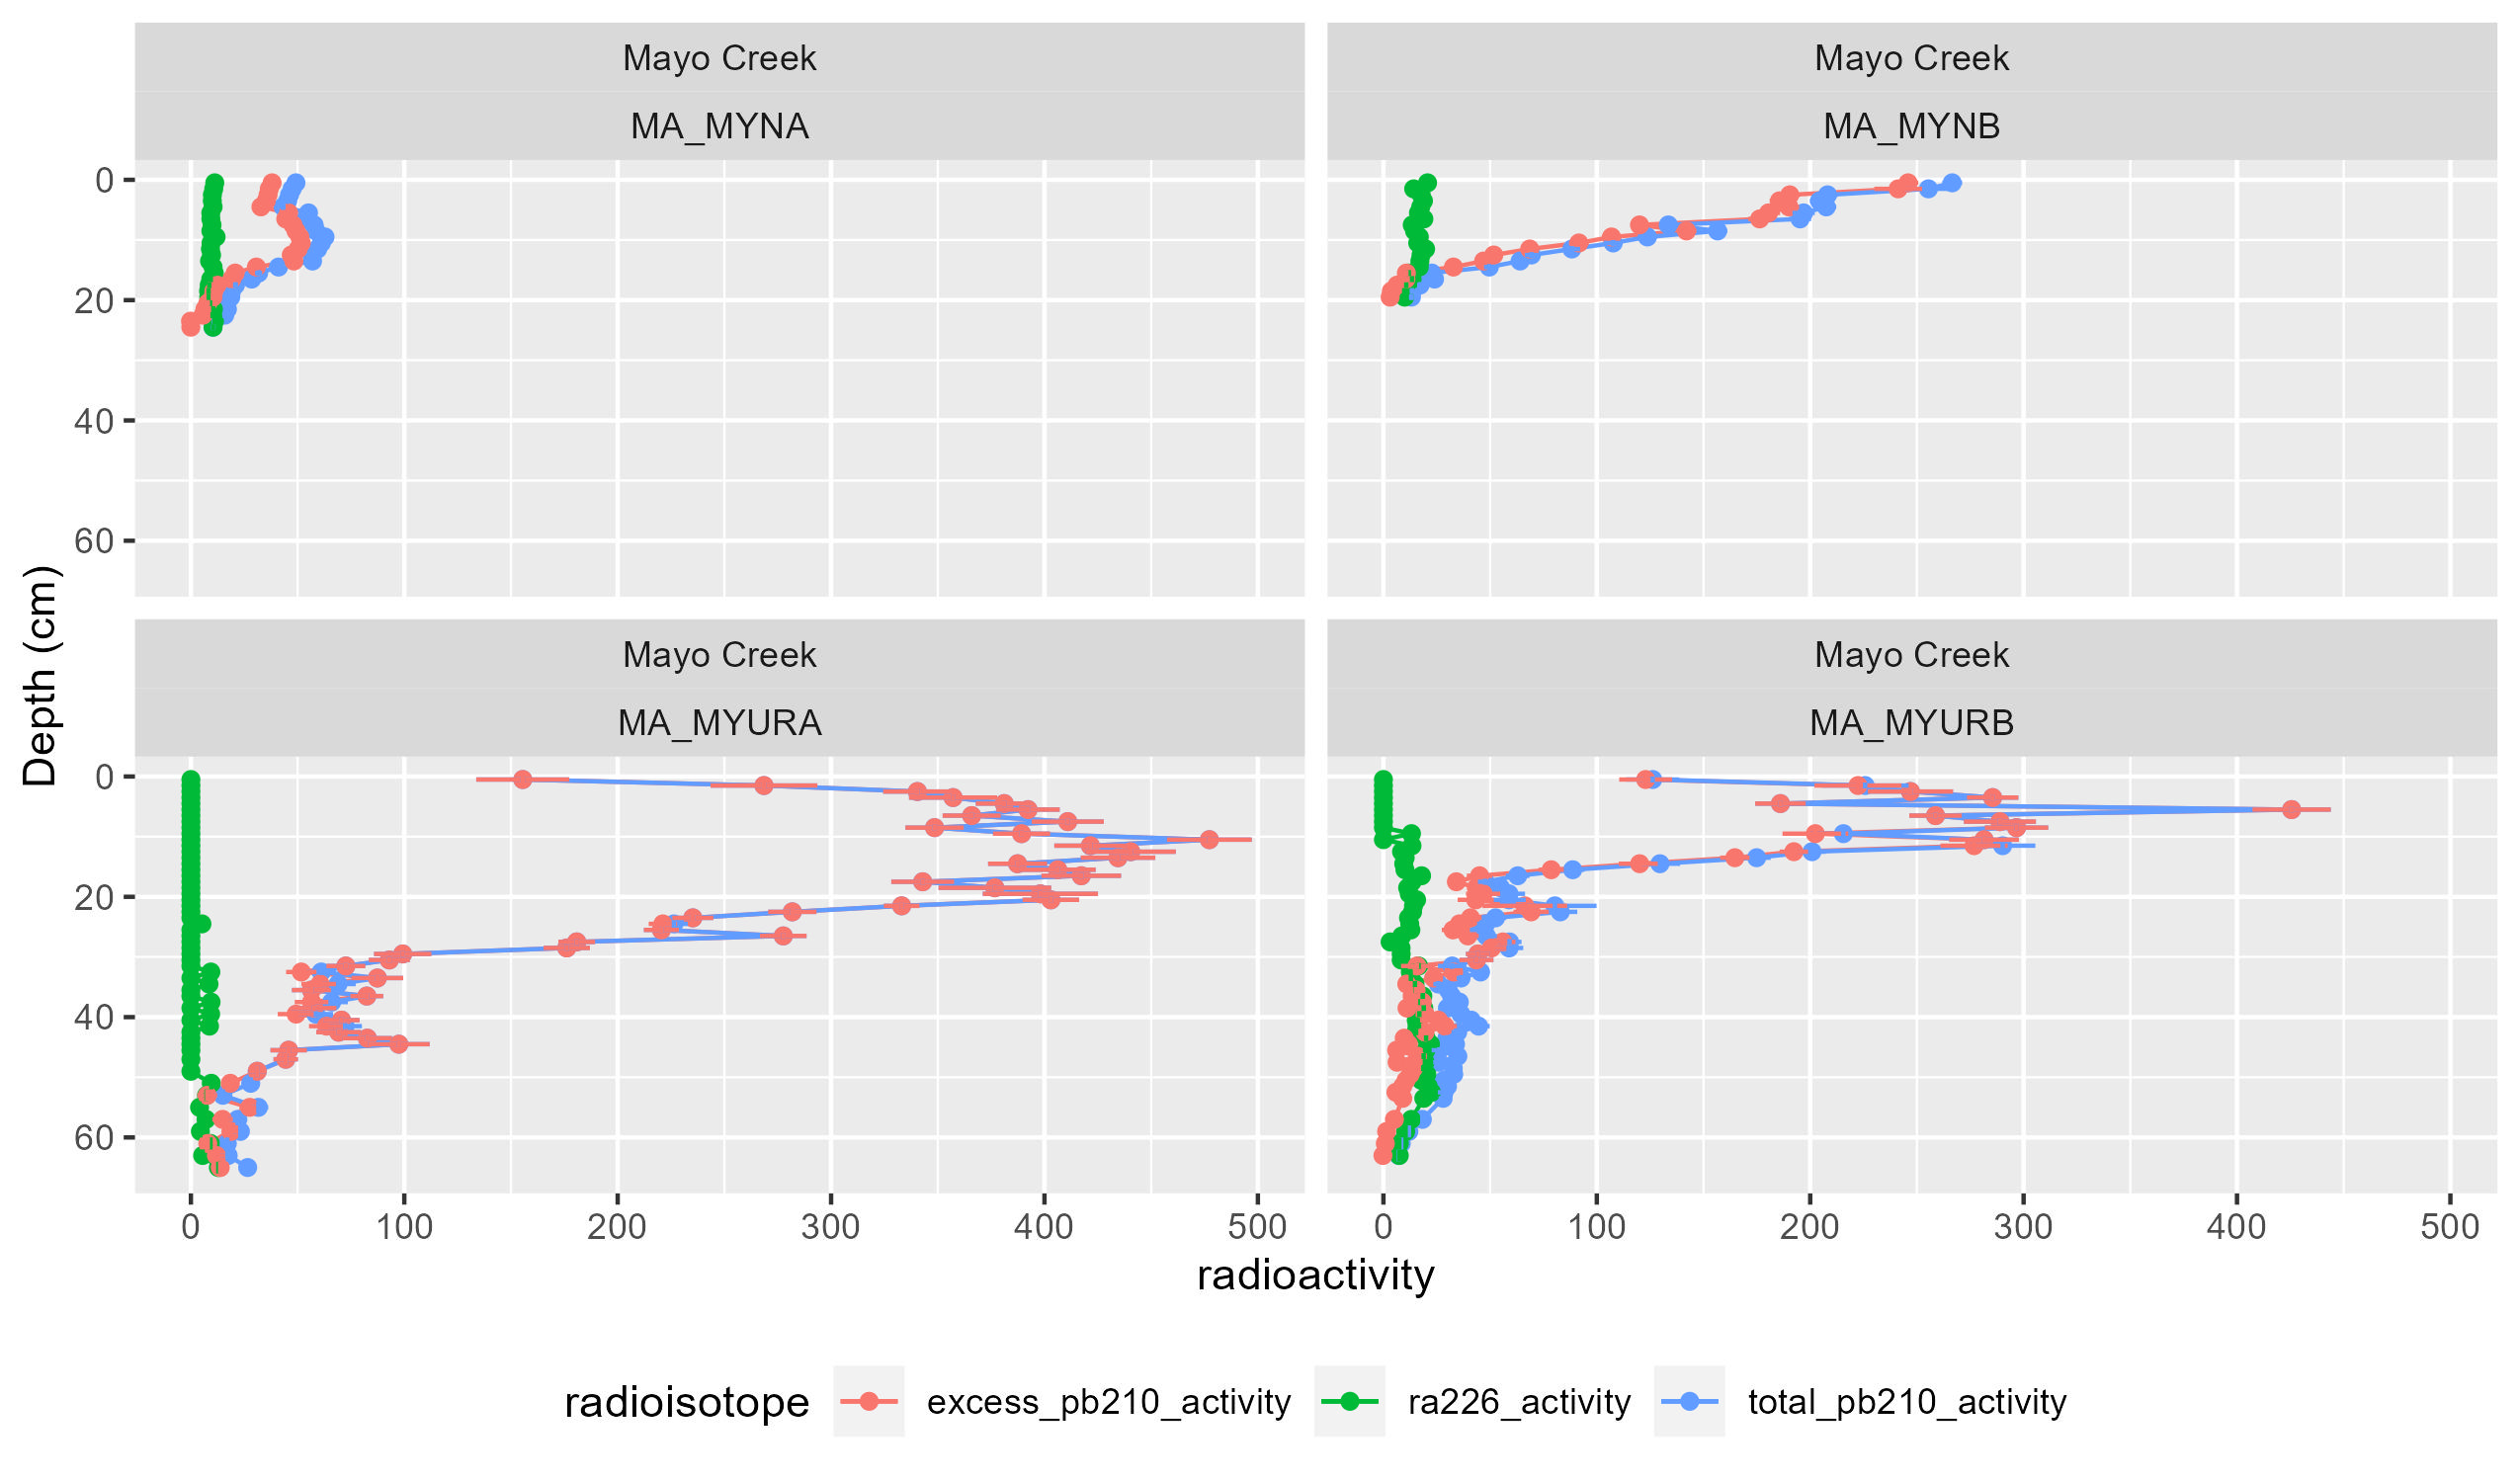 Mayo Creek
Mayo Creek
MA_MYNA
MA_MYNB
0
20
40
60
Depth (cm)
Mayo Creek
Mayo Creek
MA_MYURA
MA_MYURB
0
20
40
60
0 100 200 300 400 500
0 100 200 300 400 500
radioactivity
radioisotope excess_pb210_activity ra226_activity total_pb210_activity